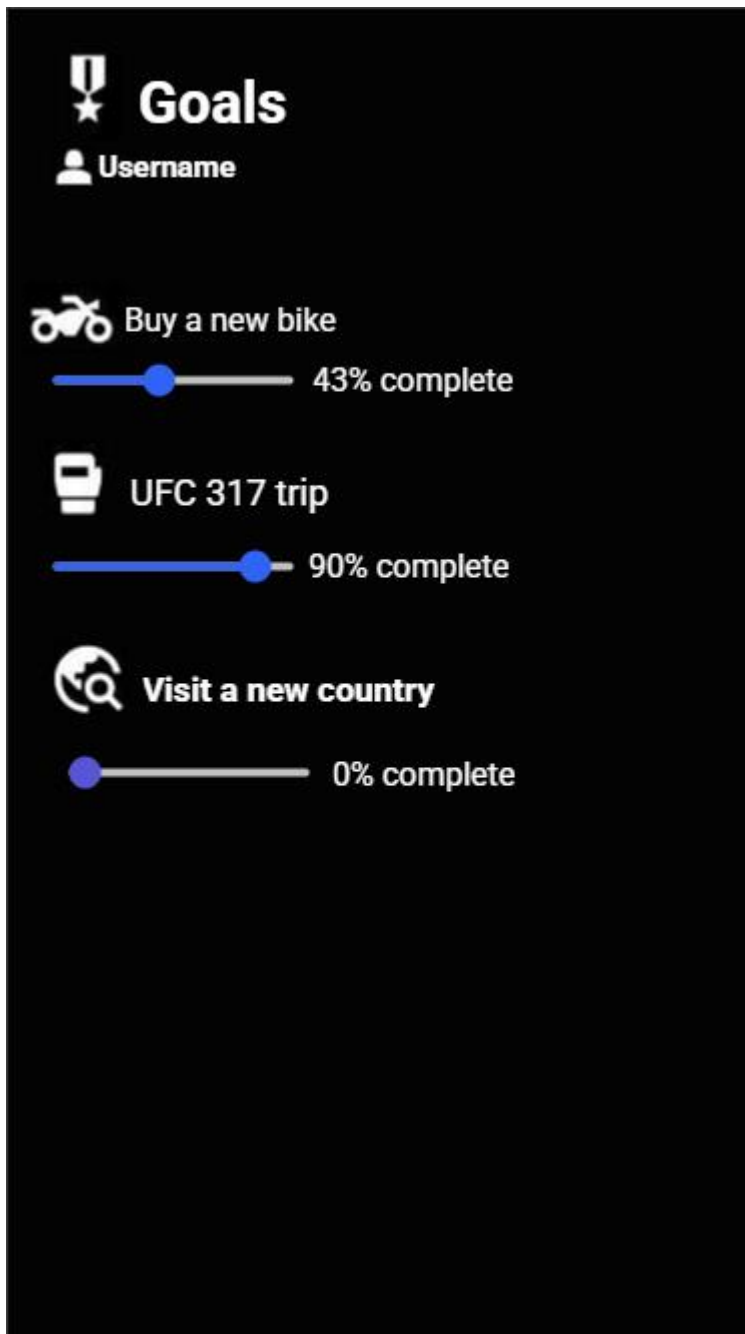 Goals
Username
Buy a new bike
43% complete
UFC 317 trip
90% complete
Visit a new country
0% complete